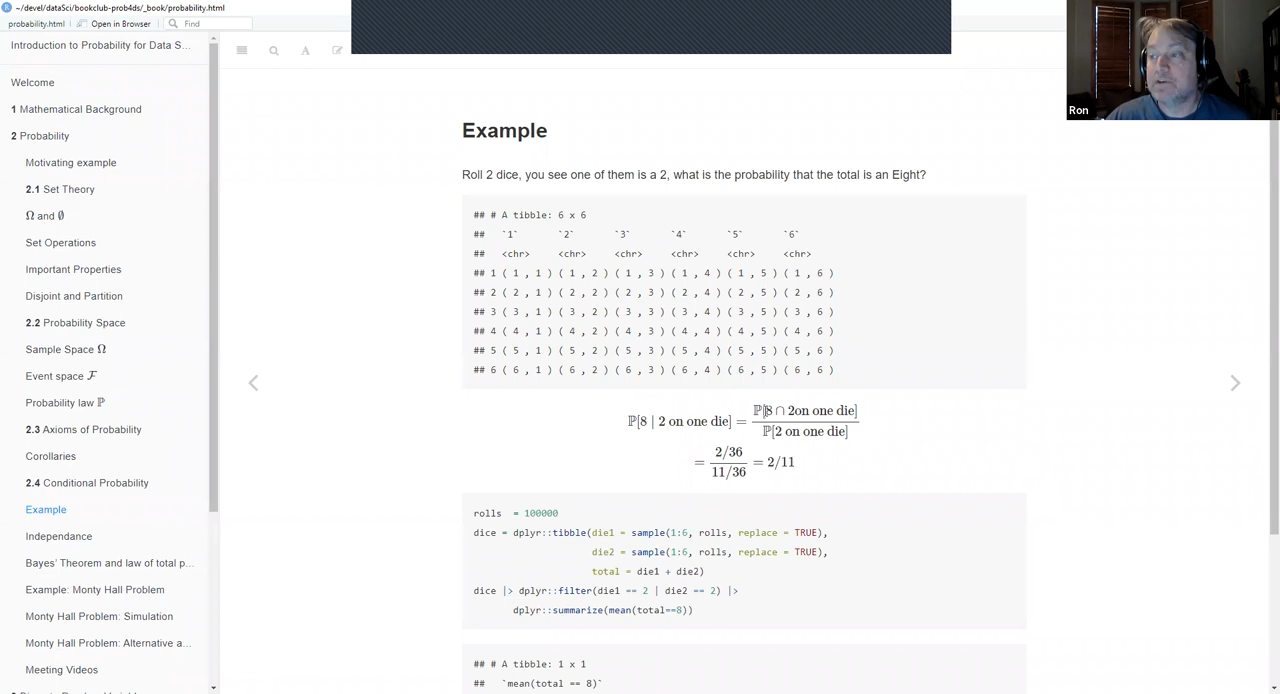 ~/devel/dataSci/bookclub-prob4ds/_book/probability.html
probability.html
Open in Browser
Find
Introduction to Probability for Data S...
Welcome
1 Mathematical Background
2 Probability
Motivating example
2.1 Set Theory
Ω and ∅
Set Operations
Important Properties
Disjoint and Partition
2.2 Probability Space
Sample Space Ω
Event space ℱ
Probability law ℙ
2.3 Axioms of Probability
Corollaries
2.4 Conditional Probability
Example
Independence
Bayes' Theorem and law of total p...
Example: Monty Hall Problem
Monty Hall Problem: Simulation
Monty Hall Problem: Alternative a...
Meeting Videos
A
Example
Roll 2 dice, you see one of them is a 2, what is the probability that the total is an Eight?
## # A tibble: 6 x 6
## `1` `2` `3` `4` `5` `6`
## <chr> <chr> <chr> <chr> <chr> <chr>
## 1 ( 1 , 1 ) ( 1 , 2 ) ( 1 , 3 ) ( 1 , 4 ) ( 1 , 5 ) ( 1 , 6 )
## 2 ( 2 , 1 ) ( 2 , 2 ) ( 2 , 3 ) ( 2 , 4 ) ( 2 , 5 ) ( 2 , 6 )
## 3 ( 3 , 1 ) ( 3 , 2 ) ( 3 , 3 ) ( 3 , 4 ) ( 3 , 5 ) ( 3 , 6 )
## 4 ( 4 , 1 ) ( 4 , 2 ) ( 4 , 3 ) ( 4 , 4 ) ( 4 , 5 ) ( 4 , 6 )
## 5 ( 5 , 1 ) ( 5 , 2 ) ( 5 , 3 ) ( 5 , 4 ) ( 5 , 5 ) ( 5 , 6 )
## 6 ( 6 , 1 ) ( 6 , 2 ) ( 6 , 3 ) ( 6 , 4 ) ( 6 , 5 ) ( 6 , 6 )
ℙ[8 ∩ 2on one die]
ℙ[8 | 2 on one die] =
ℙ[2 on one die]
2/36
= = 2/11
11/36
rolls = 100000
dice = dplyr::tibble(die1 = sample(1:6, rolls, replace = TRUE),
die2 = sample(1:6, rolls, replace = TRUE),
total = die1 + die2)
dice |> dplyr::filter(die1 == 2 | die2 == 2) |>
dplyr::summarize(mean(total==8))
## # A tibble: 1 x 1
## `mean(total == 8)`
Ron